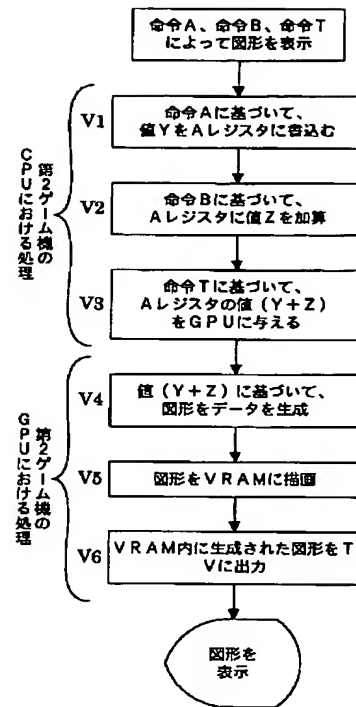 命令A、命令B、命令T
によって図形を表示
V1
命令Aに基づいて、
値YをAレジスタに書込む
V2
命令Bに基づいて、
Aレジスタに値Zを加算
V3
命令Tに基づいて、
Aレジスタの値(Y+Z)
をGPUに与える
第2ゲーム機の
CPUにおける処理
V4
値(Y+Z)に基づいて、
図形をデータを生成
V5
図形をVRAMに描画
V6
VRAM内に生成された図形をT
Vに出力
第2ゲーム機の
GPUにおける処理
図形を
表示